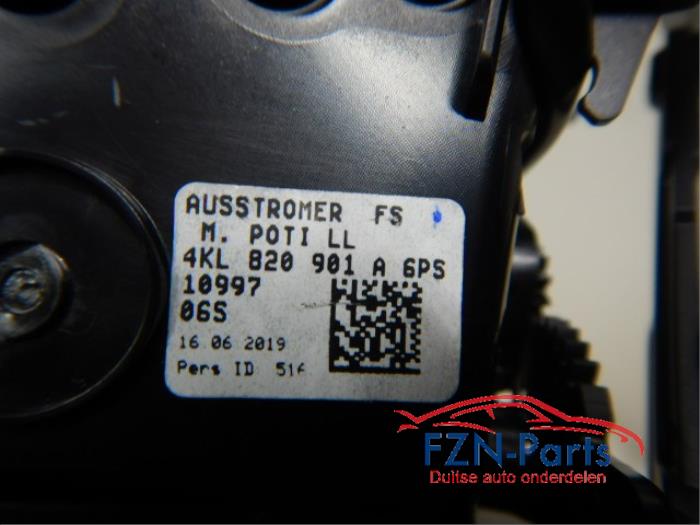 AUSSTROMER FS
M. POTI LL
4KL 820 901 A 6PS
10997
06S
16.06.2019
Pers ID
FZN-Parts
Duitse auto onderdelen